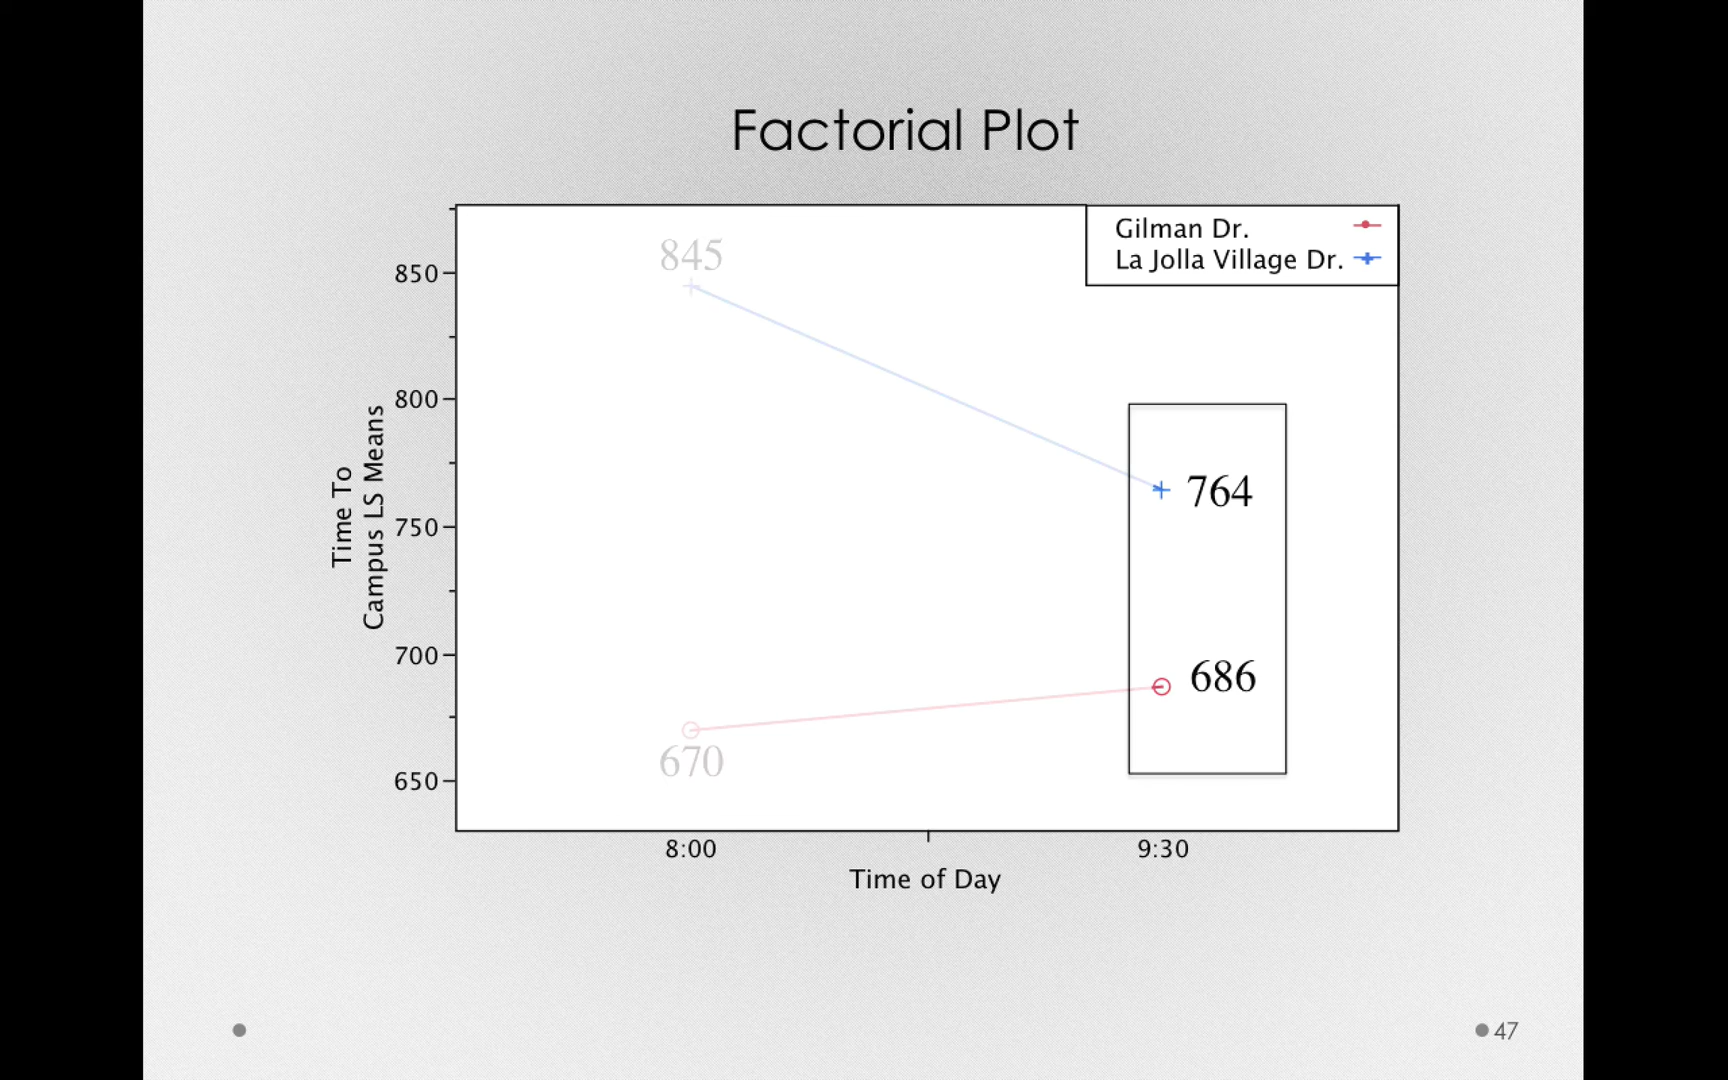 Factorial Plot
Gilman Dr.
La Jolla Village Dr.
845
850
800
764
750
700
686
670
650
Time To
Campus LS Means
8:00
9:30
Time of Day
47